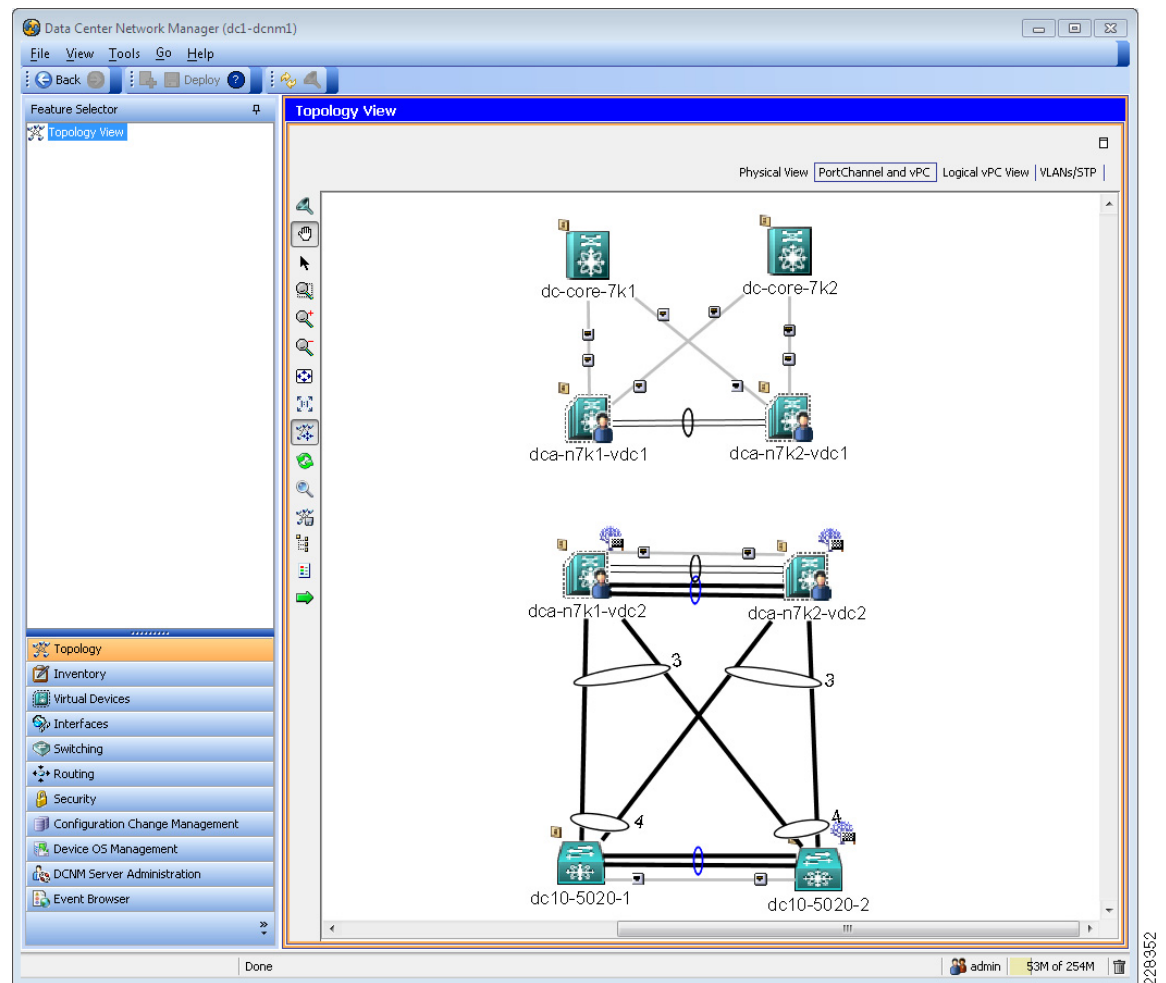 Data Center Network Manager (dc1-dcnm1)
File View Tools Go Help
Back Deploy ?
Feature Selector
Topology View
Topology View
Physical View PortChannel and vPC Logical vPC View VLANs/STP
dc-core-7k1
dc-core-7k2
dca-n7k1-vdc1
dca-n7k2-vdc1
dca-n7k1-vdc2
dca-n7k2-vdc2
3
3
4
4
dc10-5020-1
dc10-5020-2
Topology
Inventory
Virtual Devices
Interfaces
Switching
Routing
Security
Configuration Change Management
Device OS Management
DCNM Server Administration
Event Browser
Done
admin
53M of 254M
228352